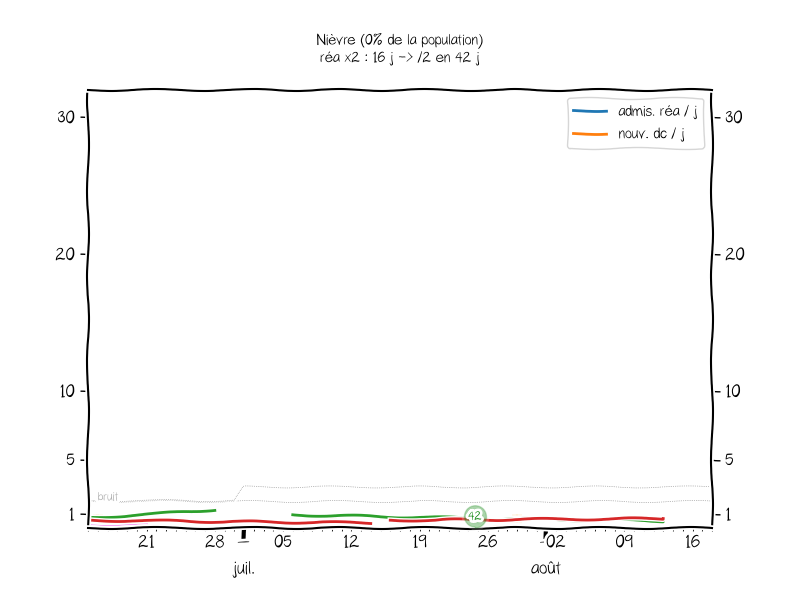 Nièvre (0% de la population)
réa x2 : 16 j -> /2 en 42 j
admis. réa / j
nouv. dc / j
30
30
20
20
10
10
5
5
bruit
42
1
1
21 28 05 12 19 26 02 09 16
juil. août